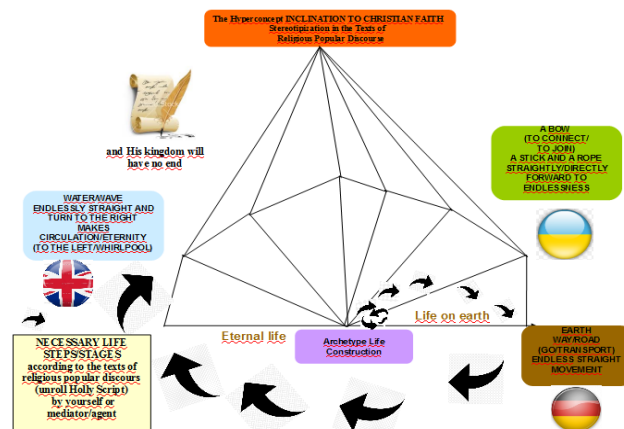 The Hyperconcept INCLINATION TO CHRISTIAN FAITH
Stereotipization in the Texts of
Religious Popular Discourse
and His kingdom will
have no end
A BOW
(TO CONNECT/
TO JOIN)
A STICK AND A ROPE
STRAIGHTLY/DIRECTLY
FORWARD TO
ENDLESSNESS
WATER/WAVE
ENDLESSLY STRAIGHT AND
TURN TO THE RIGHT
MAKES
CIRCULATION/ETERNITY
(TO THE LEFT/WHIRLPOOL)
Eternal life
Life on earth
Archetype Life
Construction
NECESSARY LIFE
STEPS/STAGES
according to the texts of
religious popular discours
(unroll Holly Script)
by yourself or
mediator/agent
EARTH
WAY/ROAD
(GO/TRANSPORT)
ENDLESS STRAIGHT
MOVEMENT